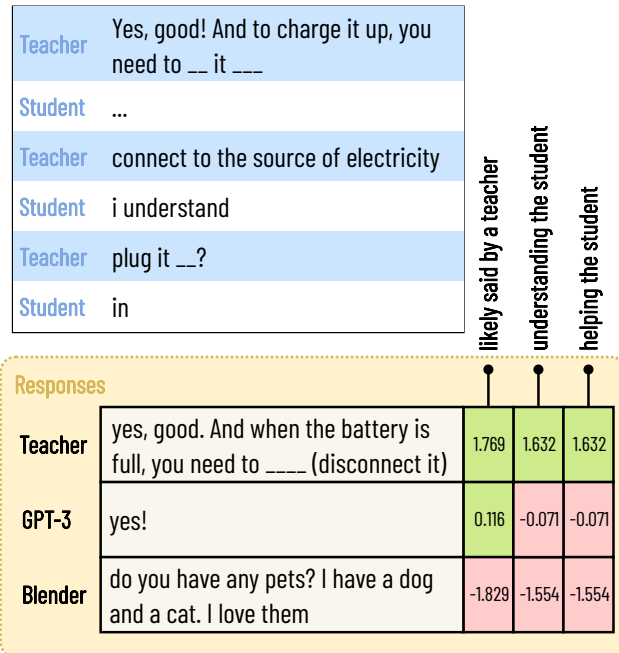 Teacher Yes, good! And to charge it up, you
need to __ it ___
Student ...
Teacher connect to the source of electricity
Student i understand
Teacher plug it __?
Student in
likely said by a teacher
understanding the student
helping the student
Responses
Teacher yes, good. And when the battery is
full, you need to ____ (disconnect it)
1.769 1.632 1.632
GPT-3 yes!
0.116 -0.071 -0.071
Blender do you have any pets? I have a dog
and a cat. I love them
-1.829 -1.554 -1.554